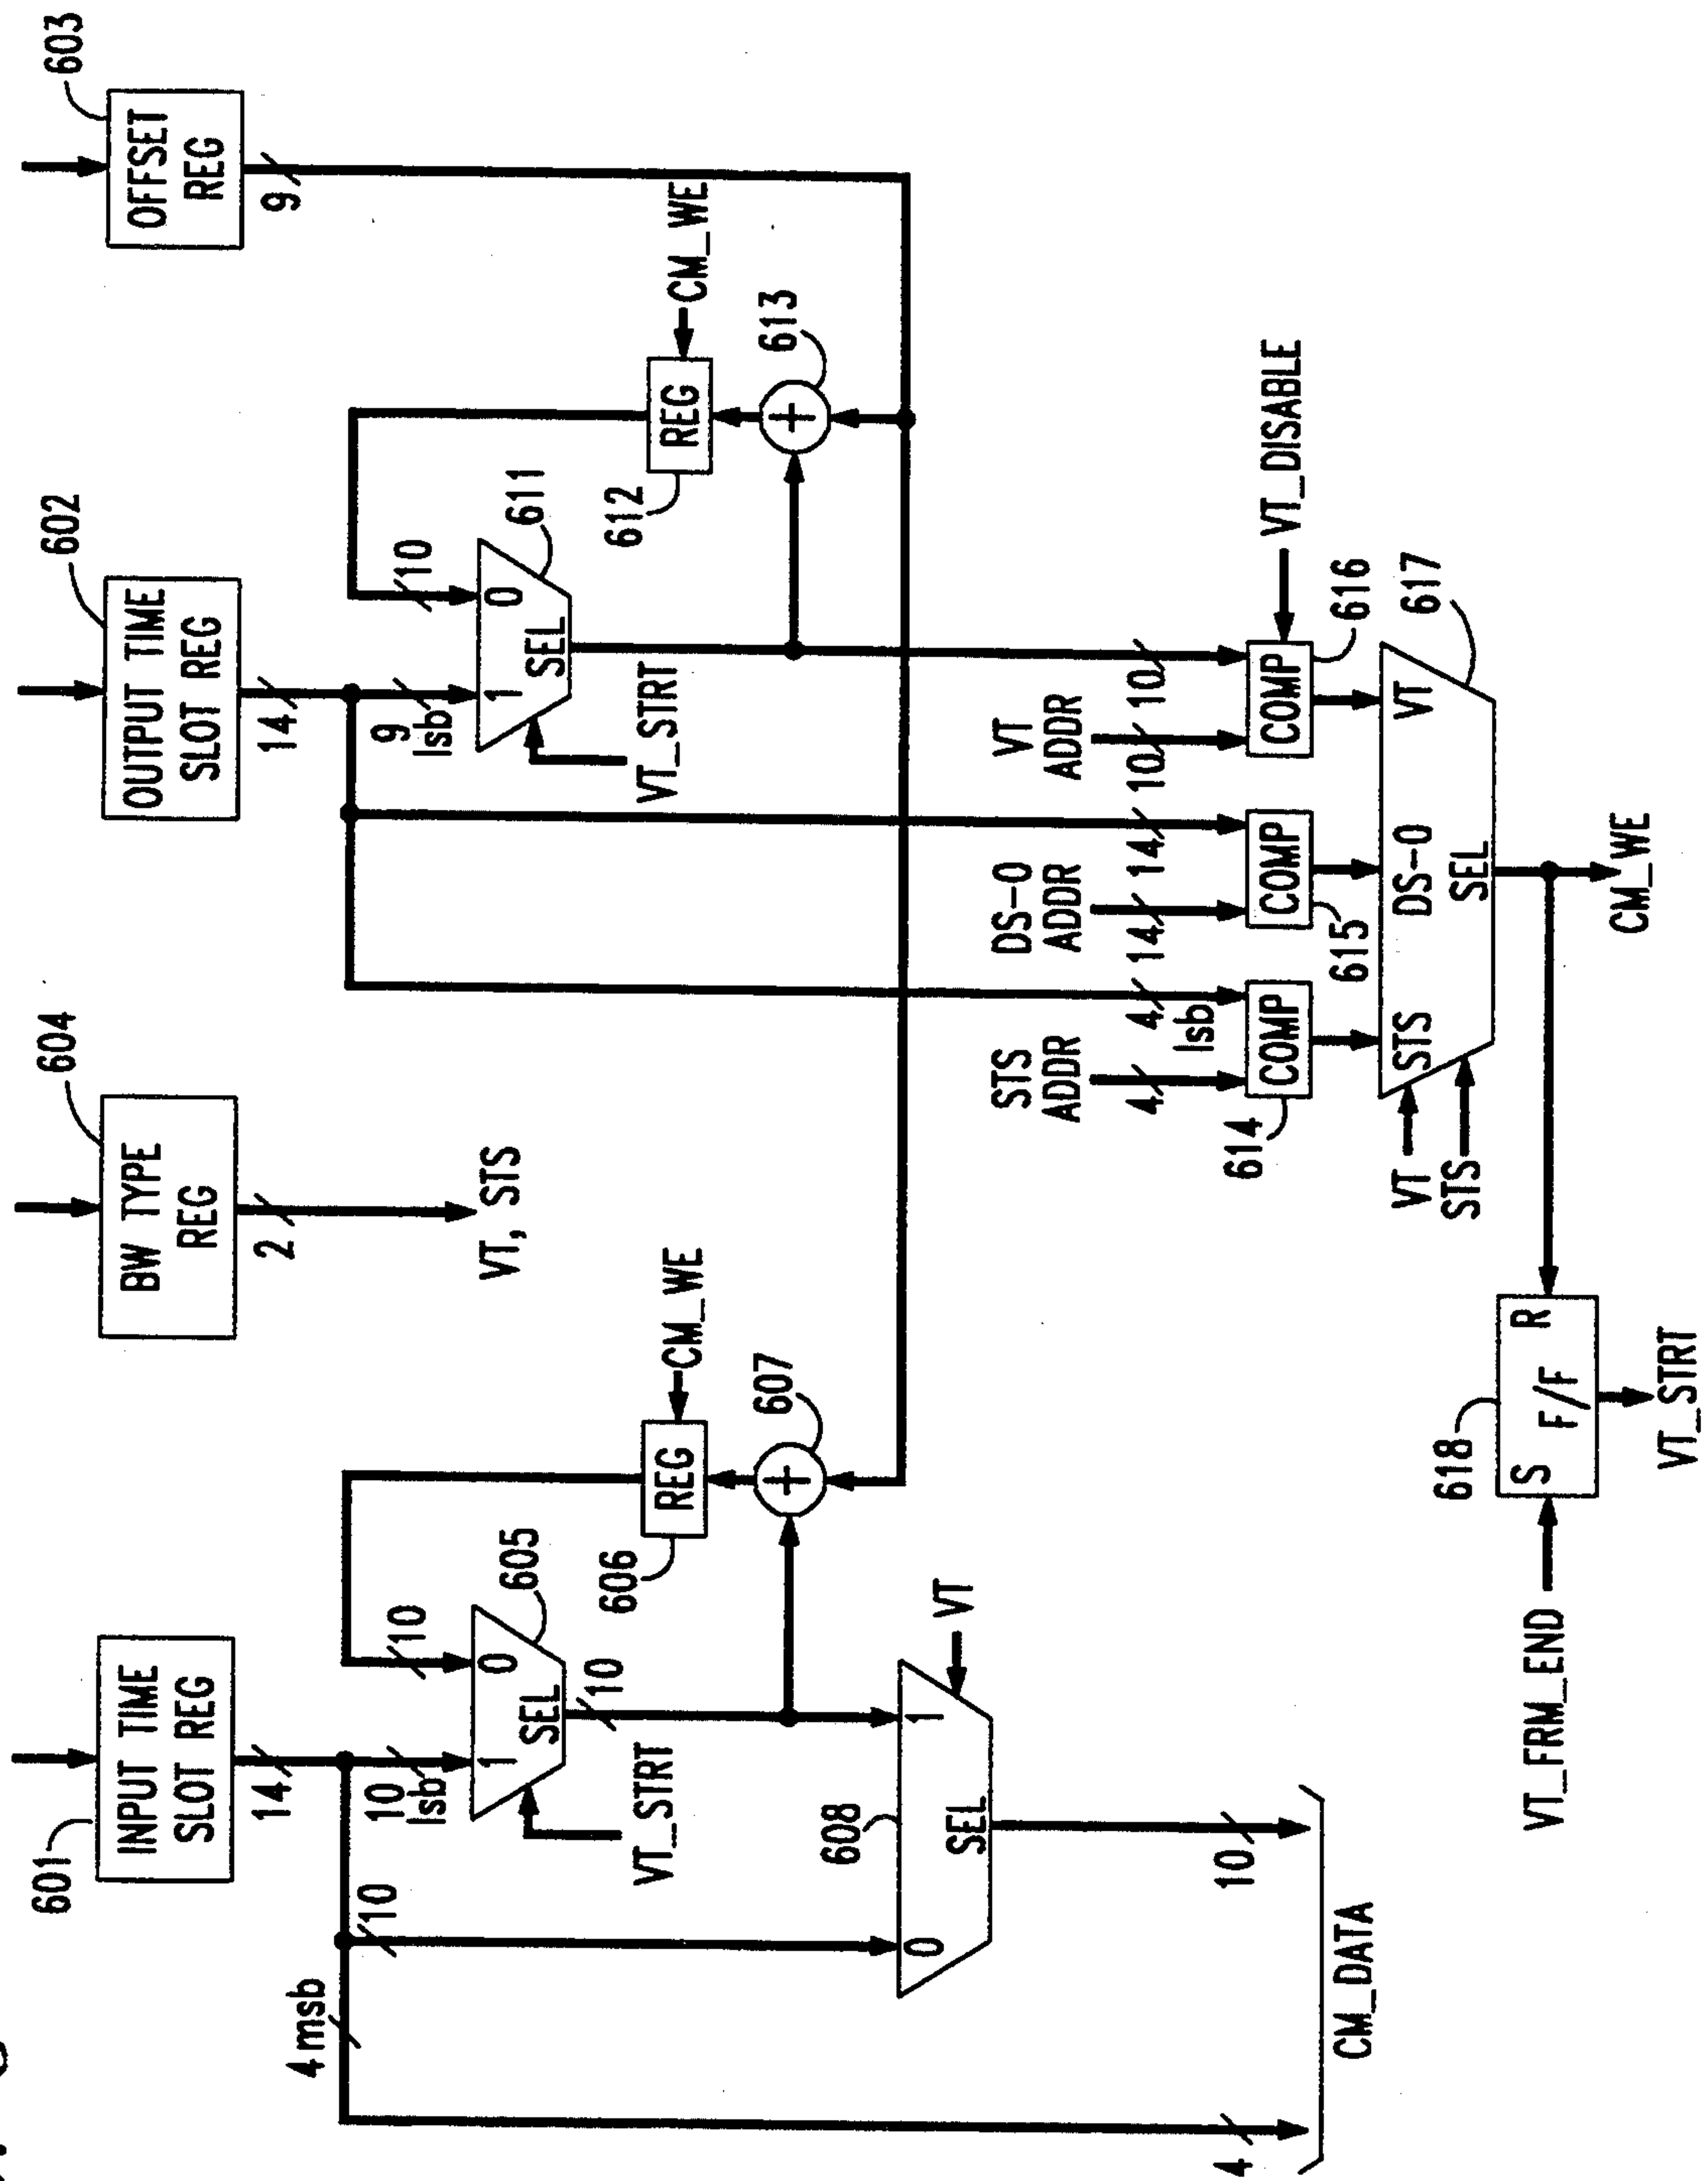 601
INPUT TIME
SLOT REG
14
BW TYPE
REG
604
2
VT, STS
602
OUTPUT TIME
SLOT REG
14
603
OFFSET
REG
9
4 msb
10
10
lsb
10
1
0
SEL
605
10
VT_STRT
REG
606
CM_WE
607
+
608
0
1
SEL
VT
4
10
CM_DATA
9
lsb
10
1
0
SEL
611
VT_STRT
REG
612
CM_WE
613
+
STS
ADDR
4
4
lsb
DS-0
ADDR
14
14
VT
ADDR
10
10
COMP
614
COMP
615
COMP
616
VT_DISABLE
STS
DS-0
VT
SEL
617
VT
STS
CM_WE
618
S
R
F/F
VT_FRM_END
VT_STRT